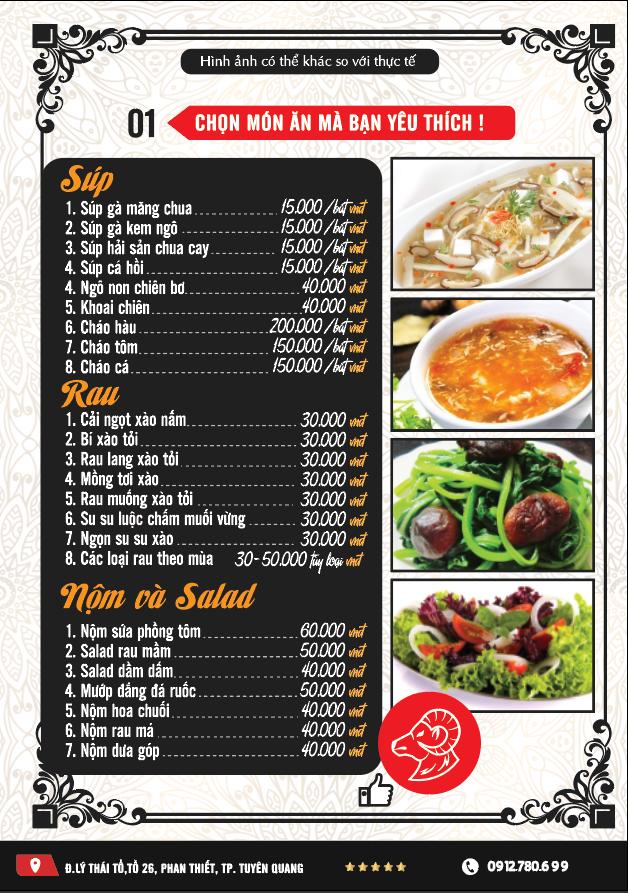 Hình ảnh có thể khác so với thực tế
01 CHỌN MÓN ĂN MÀ BẠN YÊU THÍCH !
Súp
1. Súp gà măng chua 15.000 /bát vnđ
2. Súp gà kem ngô 15.000 /bát vnđ
3. Súp hải sản chua cay 15.000 /bát vnđ
4. Súp cá hồi 15.000 /bát vnđ
4. Ngô non chiên bơ 40.000 vnđ
5. Khoai chiên 40.000 vnđ
6. Cháo hàu 200.000 /bát vnđ
7. Cháo tôm 150.000 /bát vnđ
8. Cháo cá 150.000 /bát vnđ
Rau
1. Cải ngọt xào nấm 30.000 vnđ
2. Bí xào tỏi 30.000 vnđ
3. Rau lang xào tỏi 30.000 vnđ
4. Mồng tơi xào 30.000 vnđ
5. Rau muống xào tỏi 30.000 vnđ
6. Su su luộc chấm muối vừng 30.000 vnđ
7. Ngọn su su xào 30.000 vnđ
8. Các loại rau theo mùa 30-50.000 tùy loại vnđ
Nộm và Salad
1. Nộm sứa phồng tôm 60.000 vnđ
2. Salad rau mầm 50.000 vnđ
3. Salad dầm dấm 40.000 vnđ
4. Mướp đắng đá ruốc 50.000 vnđ
5. Nộm hoa chuối 40.000 vnđ
6. Nộm rau má 40.000 vnđ
7. Nộm dưa góp 40.000 vnđ
Đ.LÝ THÁI TỔ,TỔ 26, PHAN THIẾT, TP. TUYÊN QUANG
0912.780.699